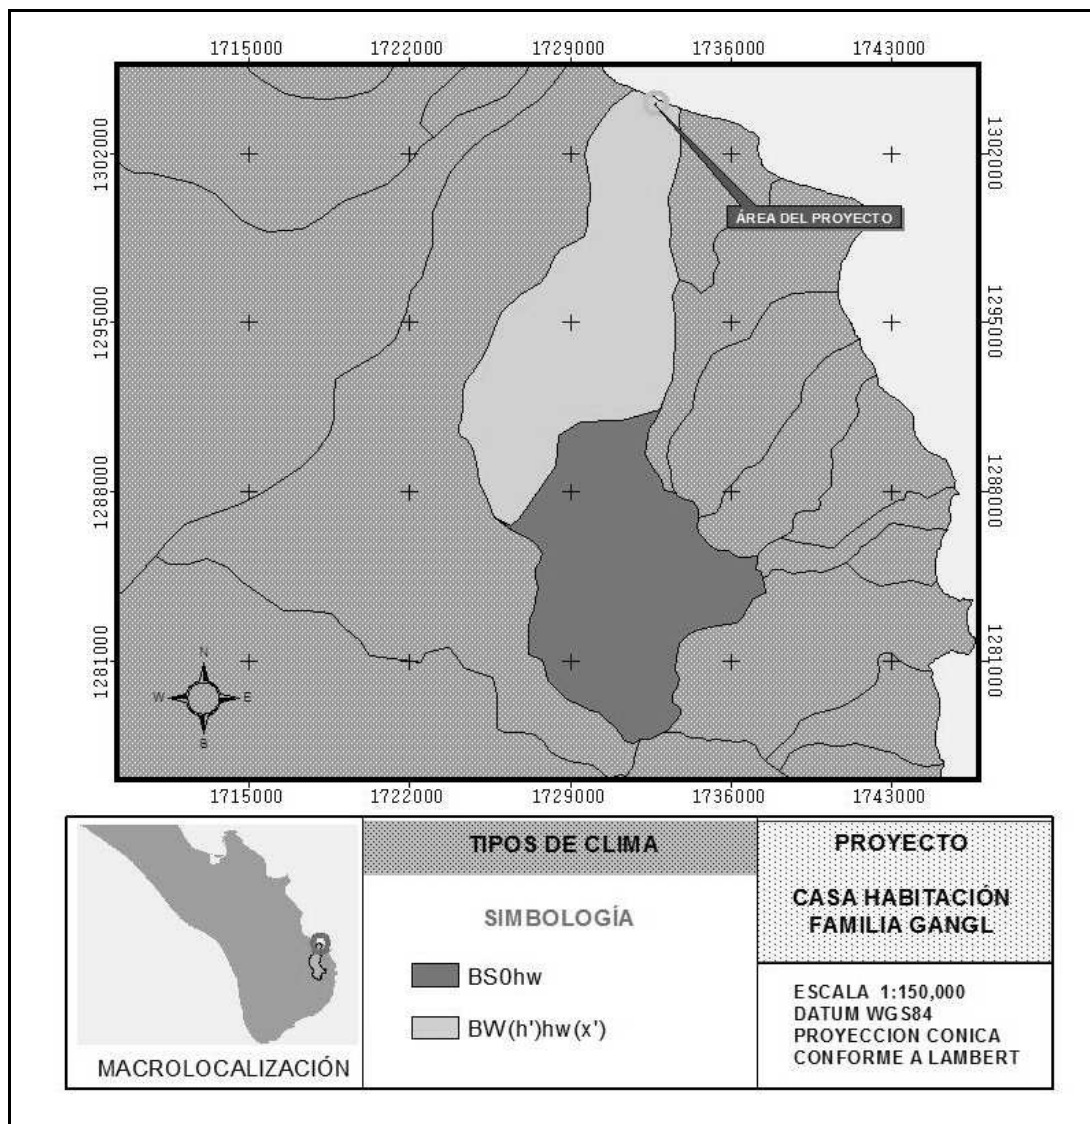 1715000 1722000 1729000 1736000 1743000
1302000 1302000
ÁREA DEL PROYECTO
1295000 1295000
1288000 1288000
1281000 1281000
N
W E
S
1715000 1722000 1729000 1736000 1743000
MACROLOCALIZACIÓN
TIPOS DE CLIMA
SIMBOLOGÍA
BS0hw
BW(h')hw(x')
PROYECTO
CASA HABITACIÓN
FAMILIA GANGL
ESCALA 1:150,000
DATUM WGS84
PROYECCION CONICA
CONFORME A LAMBERT